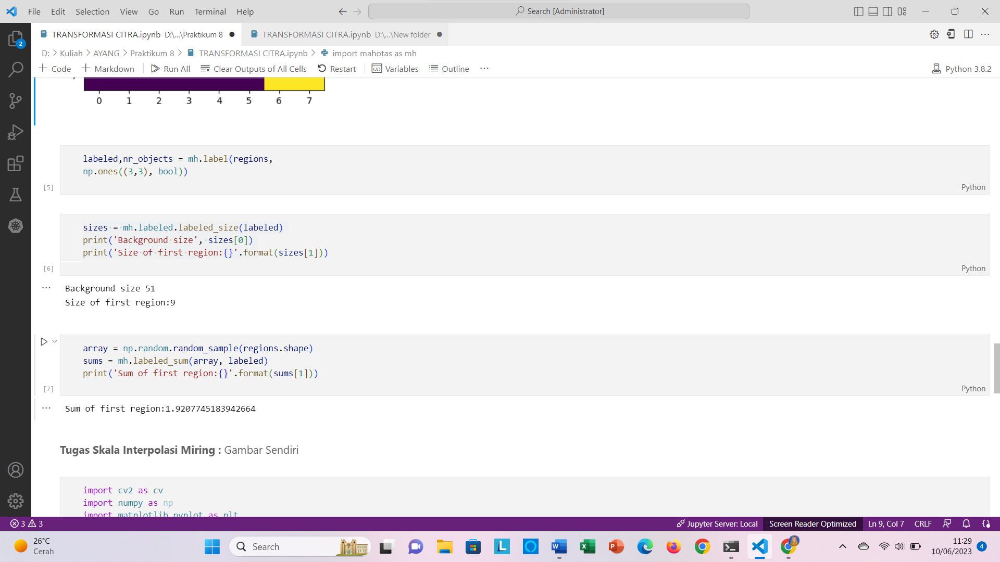 File Edit Selection View Go Run Terminal Help
Search [Administrator]
TRANSFORMASI CITRA.ipynb D:\...\Praktikum 8
TRANSFORMASI CITRA.ipynb D:\...\New folder
D: > Kuliah > AYANG > Praktikum 8 > TRANSFORMASI CITRA.ipynb > import mahotas as mh
+ Code + Markdown Run All Clear Outputs of All Cells Restart Variables Outline ...
Python 3.8.2
2
0 1 2 3 4 5 6 7
labeled,nr_objects = mh.label(regions,
np.ones((3,3), bool))
[5]
Python
sizes = mh.labeled.labeled_size(labeled)
print('Background size', sizes[0])
print('Size of first region:{}'.format(sizes[1]))
[6]
Python
... Background size 51
Size of first region:9
array = np.random.random_sample(regions.shape)
sums = mh.labeled_sum(array, labeled)
print('Sum of first region:{}'.format(sums[1]))
[7]
Python
... Sum of first region:1.9207745183942664
Tugas Skala Interpolasi Miring : Gambar Sendiri
import cv2 as cv
import numpy as np
import matplotlib.pyplot as plt
3 3
Jupyter Server: Local Screen Reader Optimized Ln 9, Col 7 CRLF
26°C
Cerah
Search
11:29
10/06/2023
4